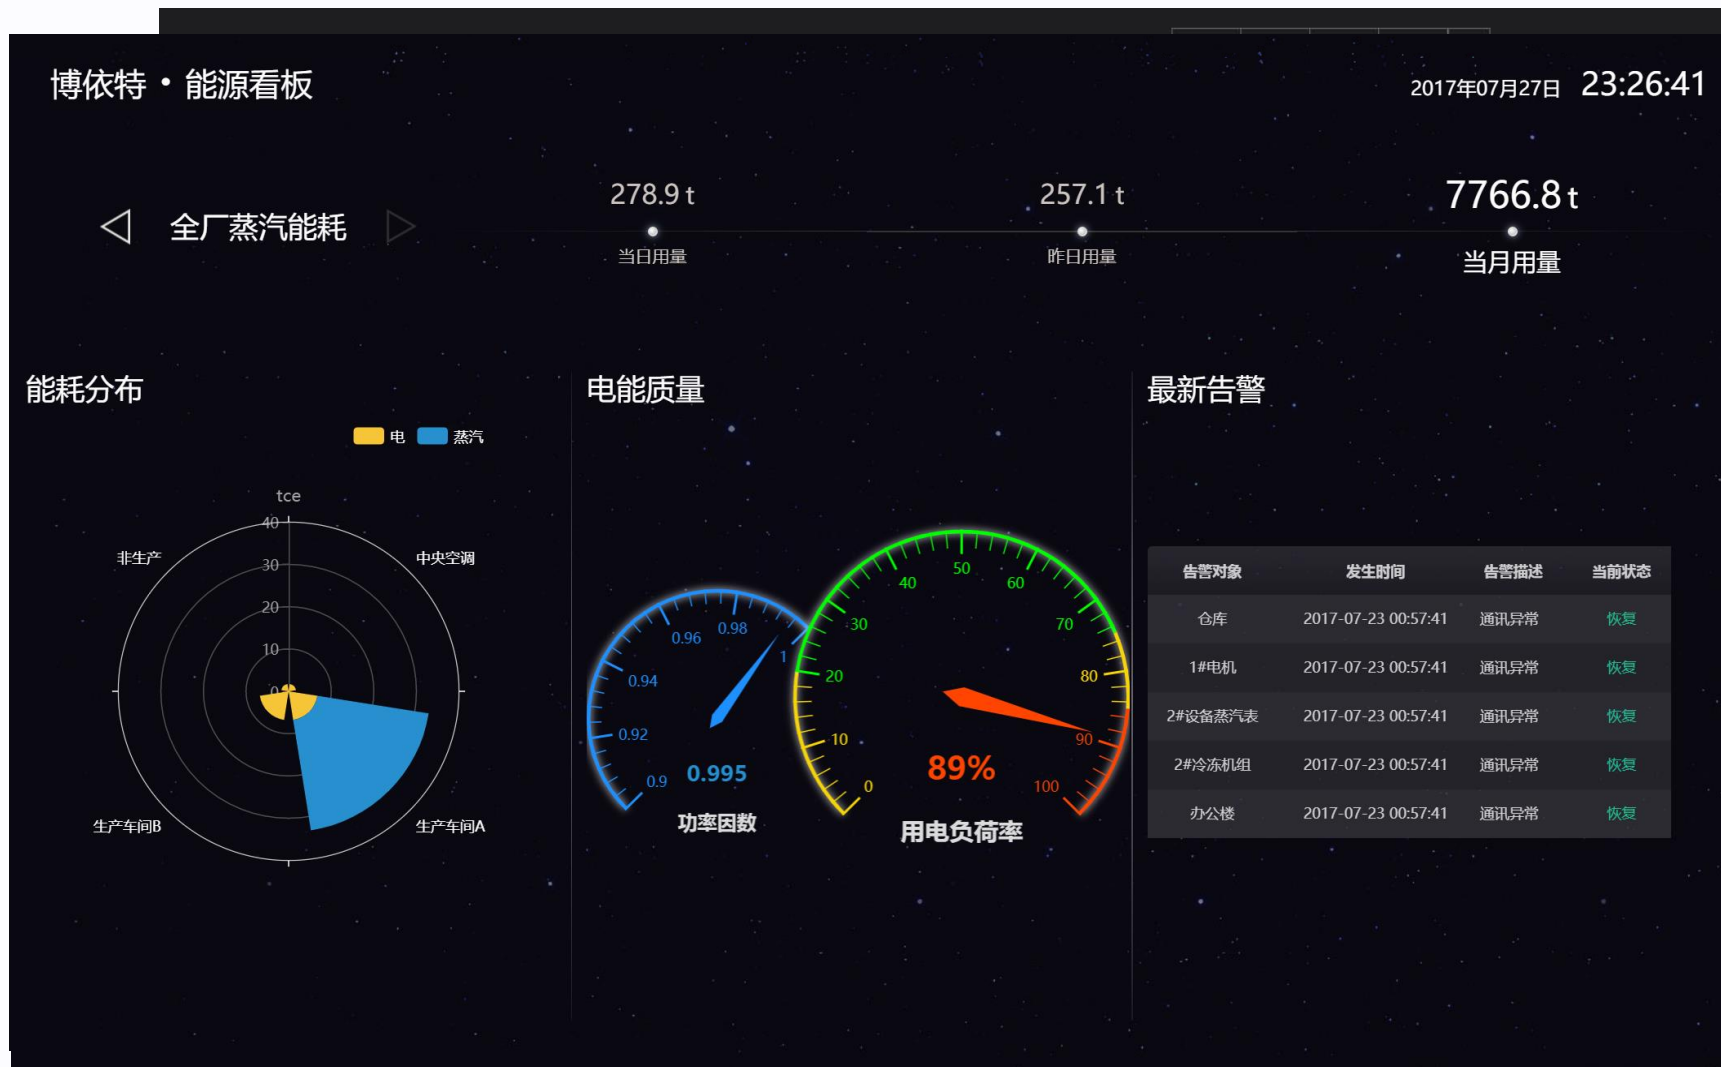 博依特·能源看板
2017年07月27日 23:26:41
全厂蒸汽能耗
278.9 t
当日用量
257.1 t
昨日用量
7766.8 t
当月用量
能耗分布
电 蒸汽
tce
40
30
20
10
0
非生产
中央空调
生产车间B
生产车间A
电能质量
0.9
0.92
0.94
0.96
0.98
1
0.995
功率因数
0
10
20
30
40
50
60
70
80
90
100
89%
用电负荷率
最新告警
告警对象 发生时间 告警描述 当前状态
仓库 2017-07-23 00:57:41 通讯异常 恢复
1#电机 2017-07-23 00:57:41 通讯异常 恢复
2#设备蒸汽表 2017-07-23 00:57:41 通讯异常 恢复
2#冷冻机组 2017-07-23 00:57:41 通讯异常 恢复
办公楼 2017-07-23 00:57:41 通讯异常 恢复